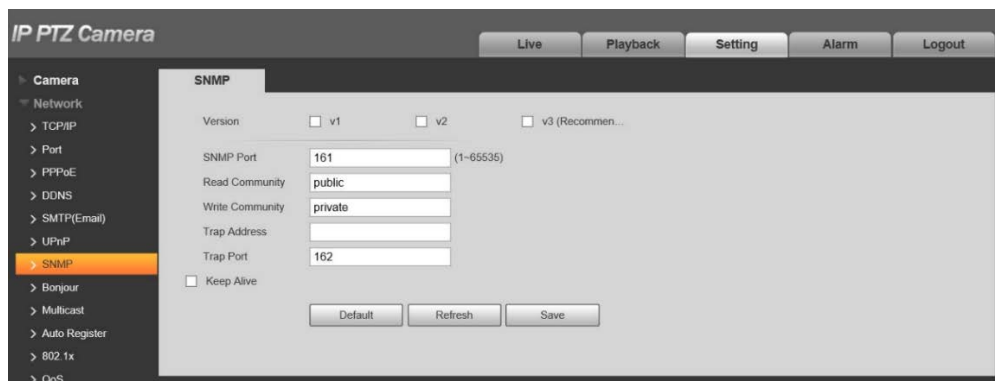 IP PTZ Camera
Live Playback Setting Alarm Logout
Camera
Network
TCP/IP
Port
PPPoE
DDNS
SMTP(Email)
UPnP
SNMP
Bonjour
Multicast
Auto Register
802.1x
QoS
SNMP
Version v1 v2 v3 (Recommen...
SNMP Port 161 (1~65535)
Read Community public
Write Community private
Trap Address
Trap Port 162
Keep Alive
Default Refresh Save